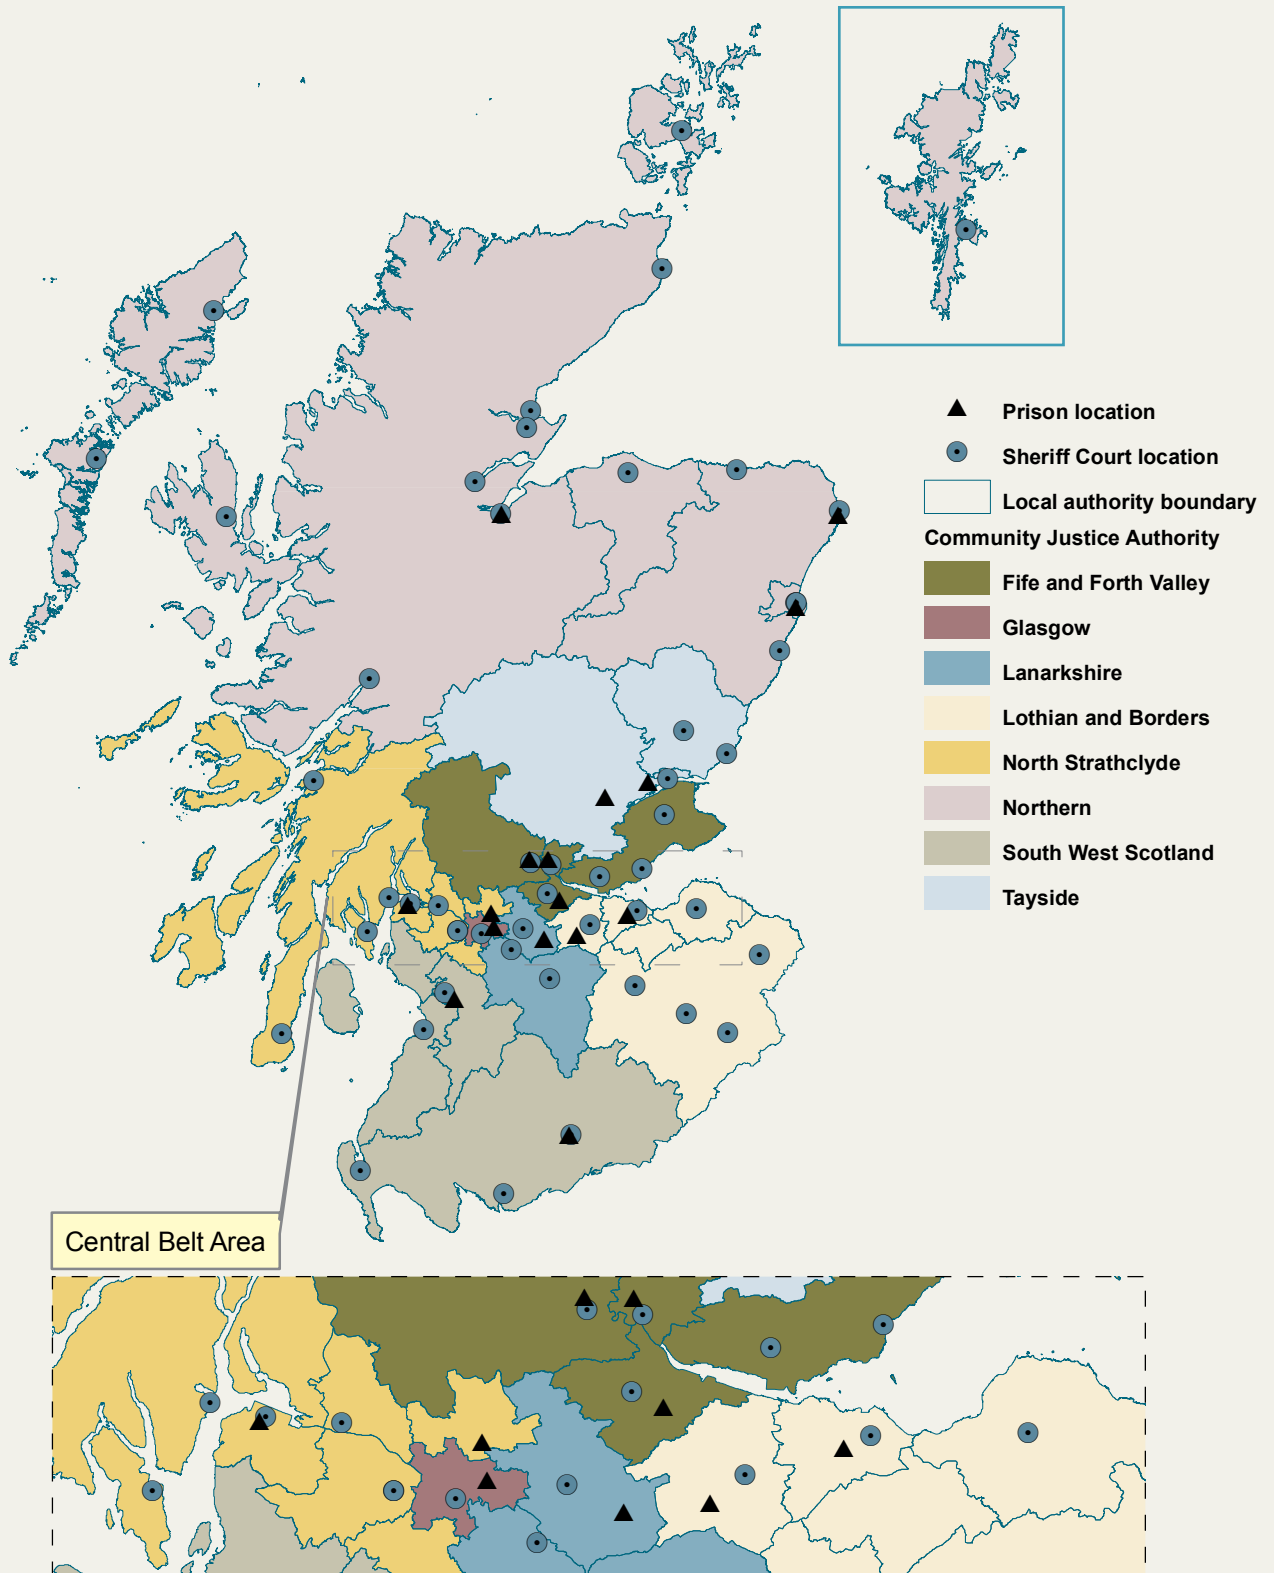 Prison location
Sheriff Court location
Local authority boundary
Community Justice Authority
Fife and Forth Valley
Glasgow
Lanarkshire
Lothian and Borders
North Strathclyde
Northern
South West Scotland
Tayside
Central Belt Area